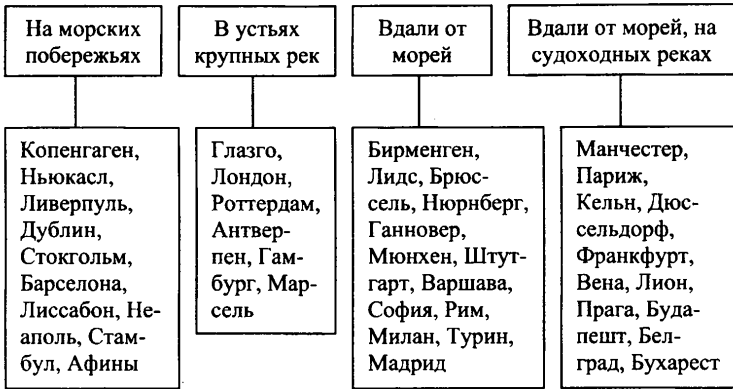 На морских
побережьях
В устьях
крупных рек
Вдали от
морей
Вдали от морей, на
судоходных реках
Копенгаген,
Ньюкасл,
Ливерпуль,
Дублин,
Стокгольм,
Барселона,
Лиссабон, Не-
аполь, Стам-
бул, Афины
Глазго,
Лондон,
Роттердам,
Антвер-
пен, Гам-
бург, Мар-
сель
Бирменген,
Лидс, Брюс-
сель, Нюрнберг,
Ганновер,
Мюнхен, Штут-
гарт, Варшава,
София, Рим,
Милан, Турин,
Мадрид
Манчестер,
Париж,
Кельн, Дюс-
сельдорф,
Франкфурт,
Вена, Лион,
Прага, Буда-
пешт, Бел-
град, Бухарест